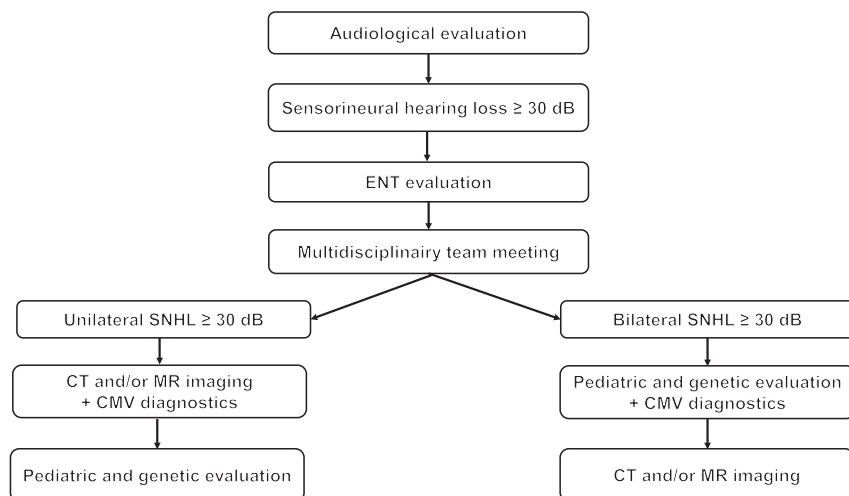 Audiological evaluation
Sensorineural hearing loss ≥ 30 dB
ENT evaluation
Multidisciplinairy team meeting
Unilateral SNHL ≥ 30 dB
Bilateral SNHL ≥ 30 dB
CT and/or MR imaging
+ CMV diagnostics
Pediatric and genetic evaluation
+ CMV diagnostics
Pediatric and genetic evaluation
CT and/or MR imaging